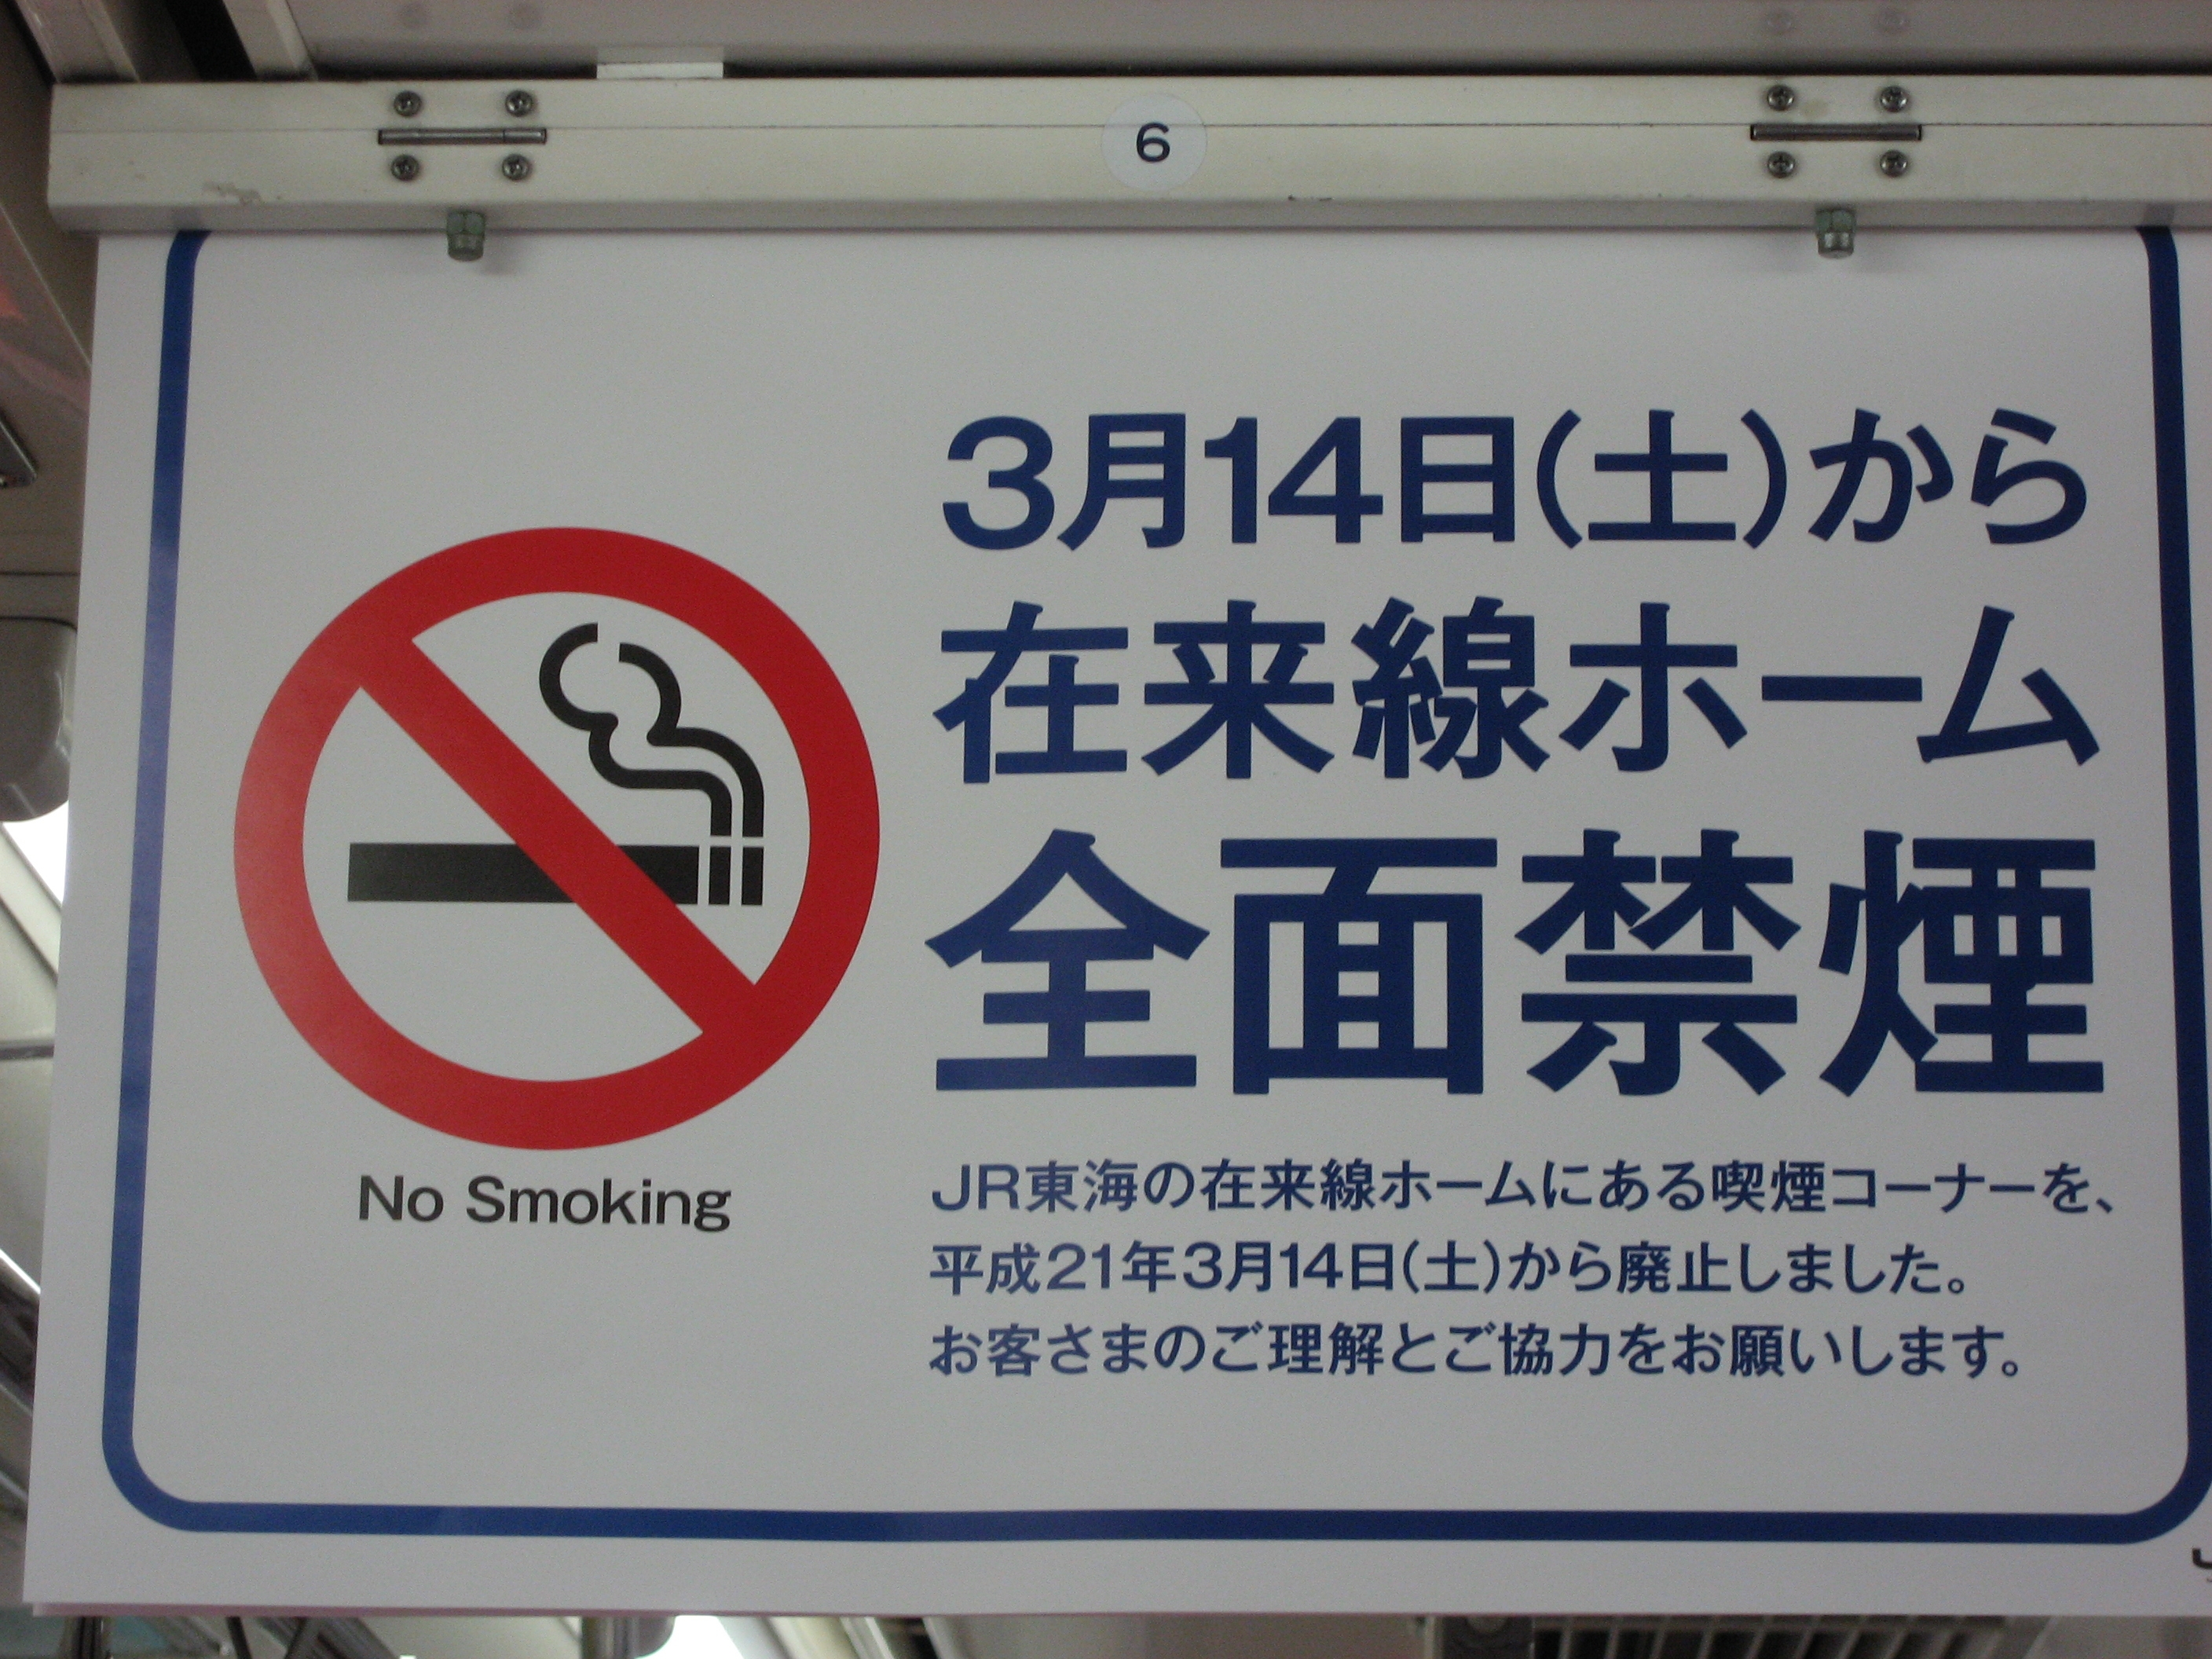 6
3月14日(土)から
在来線ホーム
全面禁煙
No Smoking
JR東海の在来線ホームにある喫煙コーナーを、
平成21年3月14日(土)から廃止しました。
お客さまのご理解とご協力をお願いします。